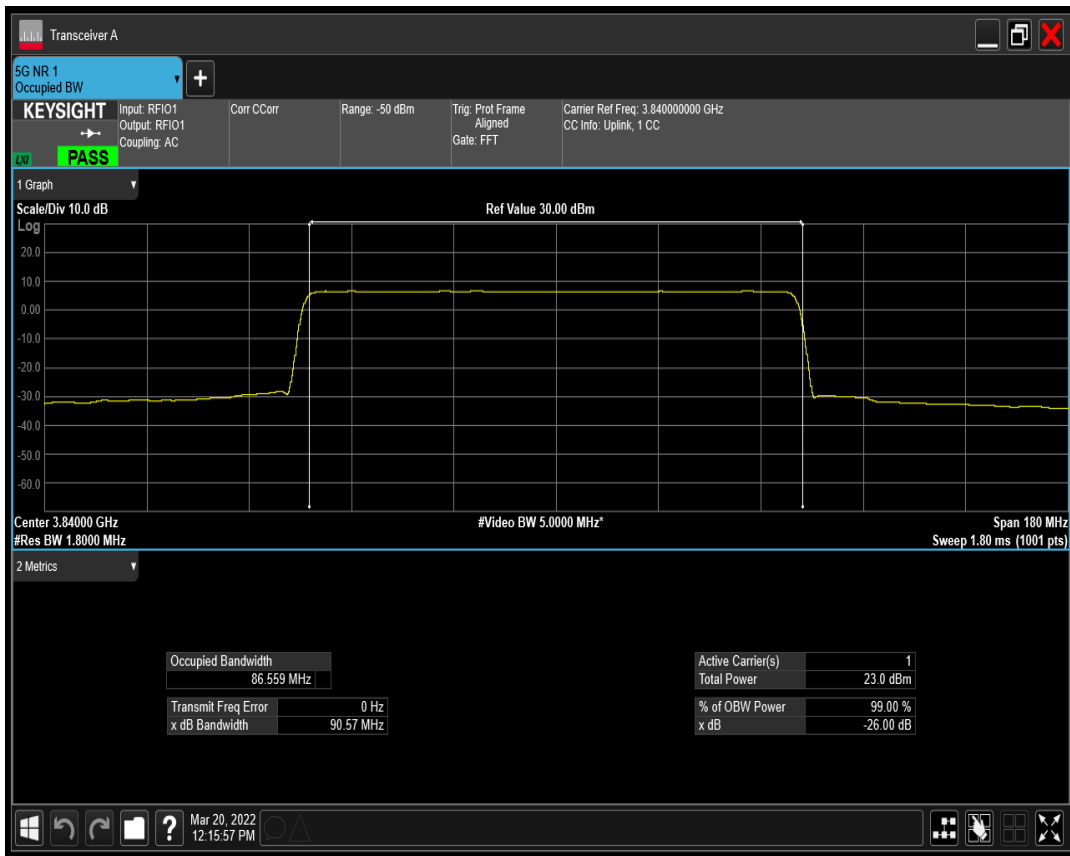 Transceiver A
5G NR 1
Occupied BW
+
KEYSIGHT
LXI
PASS
Input: RFIO1
Output: RFIO1
Coupling: AC
Corr CCorr
Range: -50 dBm
Trig: Prot Frame
Aligned
Gate: FFT
Carrier Ref Freq: 3.840000000 GHz
CC Info: Uplink, 1 CC
1 Graph
Scale/Div 10.0 dB
Ref Value 30.00 dBm
Log
20.0
10.0
0.00
-10.0
-20.0
-30.0
-40.0
-50.0
-60.0
Center 3.84000 GHz
#Video BW 5.0000 MHz*
Span 180 MHz
#Res BW 1.8000 MHz
Sweep 1.80 ms (1001 pts)
2 Metrics
Occupied Bandwidth
86.559 MHz
Transmit Freq Error 0 Hz
x dB Bandwidth 90.57 MHz
Active Carrier(s) 1
Total Power 23.0 dBm
% of OBW Power 99.00 %
x dB -26.00 dB
?
Mar 20, 2022
12:15:57 PM